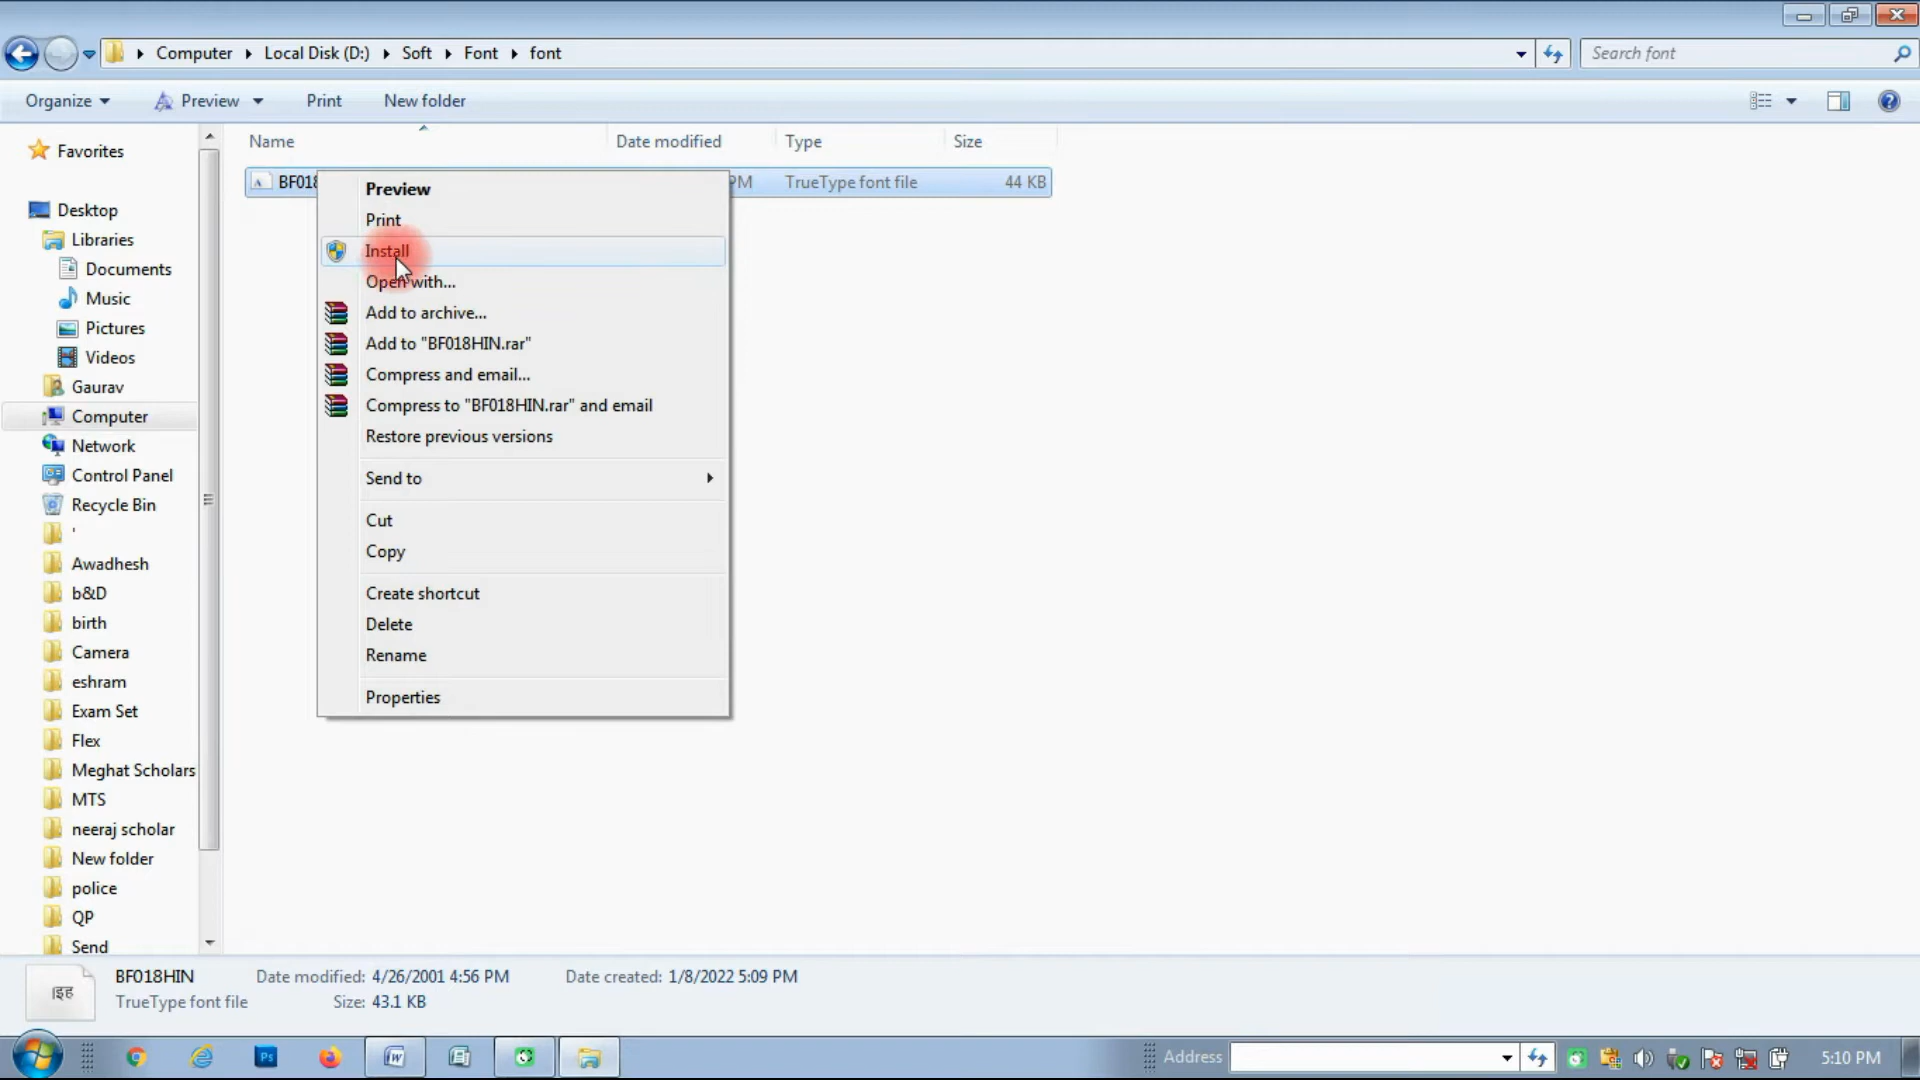 Computer Local Disk (D:) Soft Font font Search font
Organize Preview Print New folder
Name Date modified Type Size
BF018 PM TrueType font file 44 KB
Favorites
Desktop
Libraries
Documents
Music
Pictures
Videos
Gaurav
Computer
Network
Control Panel
Recycle Bin
'
Awadhesh
b&D
birth
Camera
eshram
Exam Set
Flex
Meghat Scholars
MTS
neeraj scholar
New folder
police
QP
Send
Preview
Print
Install
Open with...
Add to archive...
Add to "BF018HIN.rar"
Compress and email...
Compress to "BF018HIN.rar" and email
Restore previous versions
Send to
Cut
Copy
Create shortcut
Delete
Rename
Properties
BF018HIN Date modified: 4/26/2001 4:56 PM Date created: 1/8/2022 5:09 PM
TrueType font file Size: 43.1 KB
Ps W Address 5:10 PM